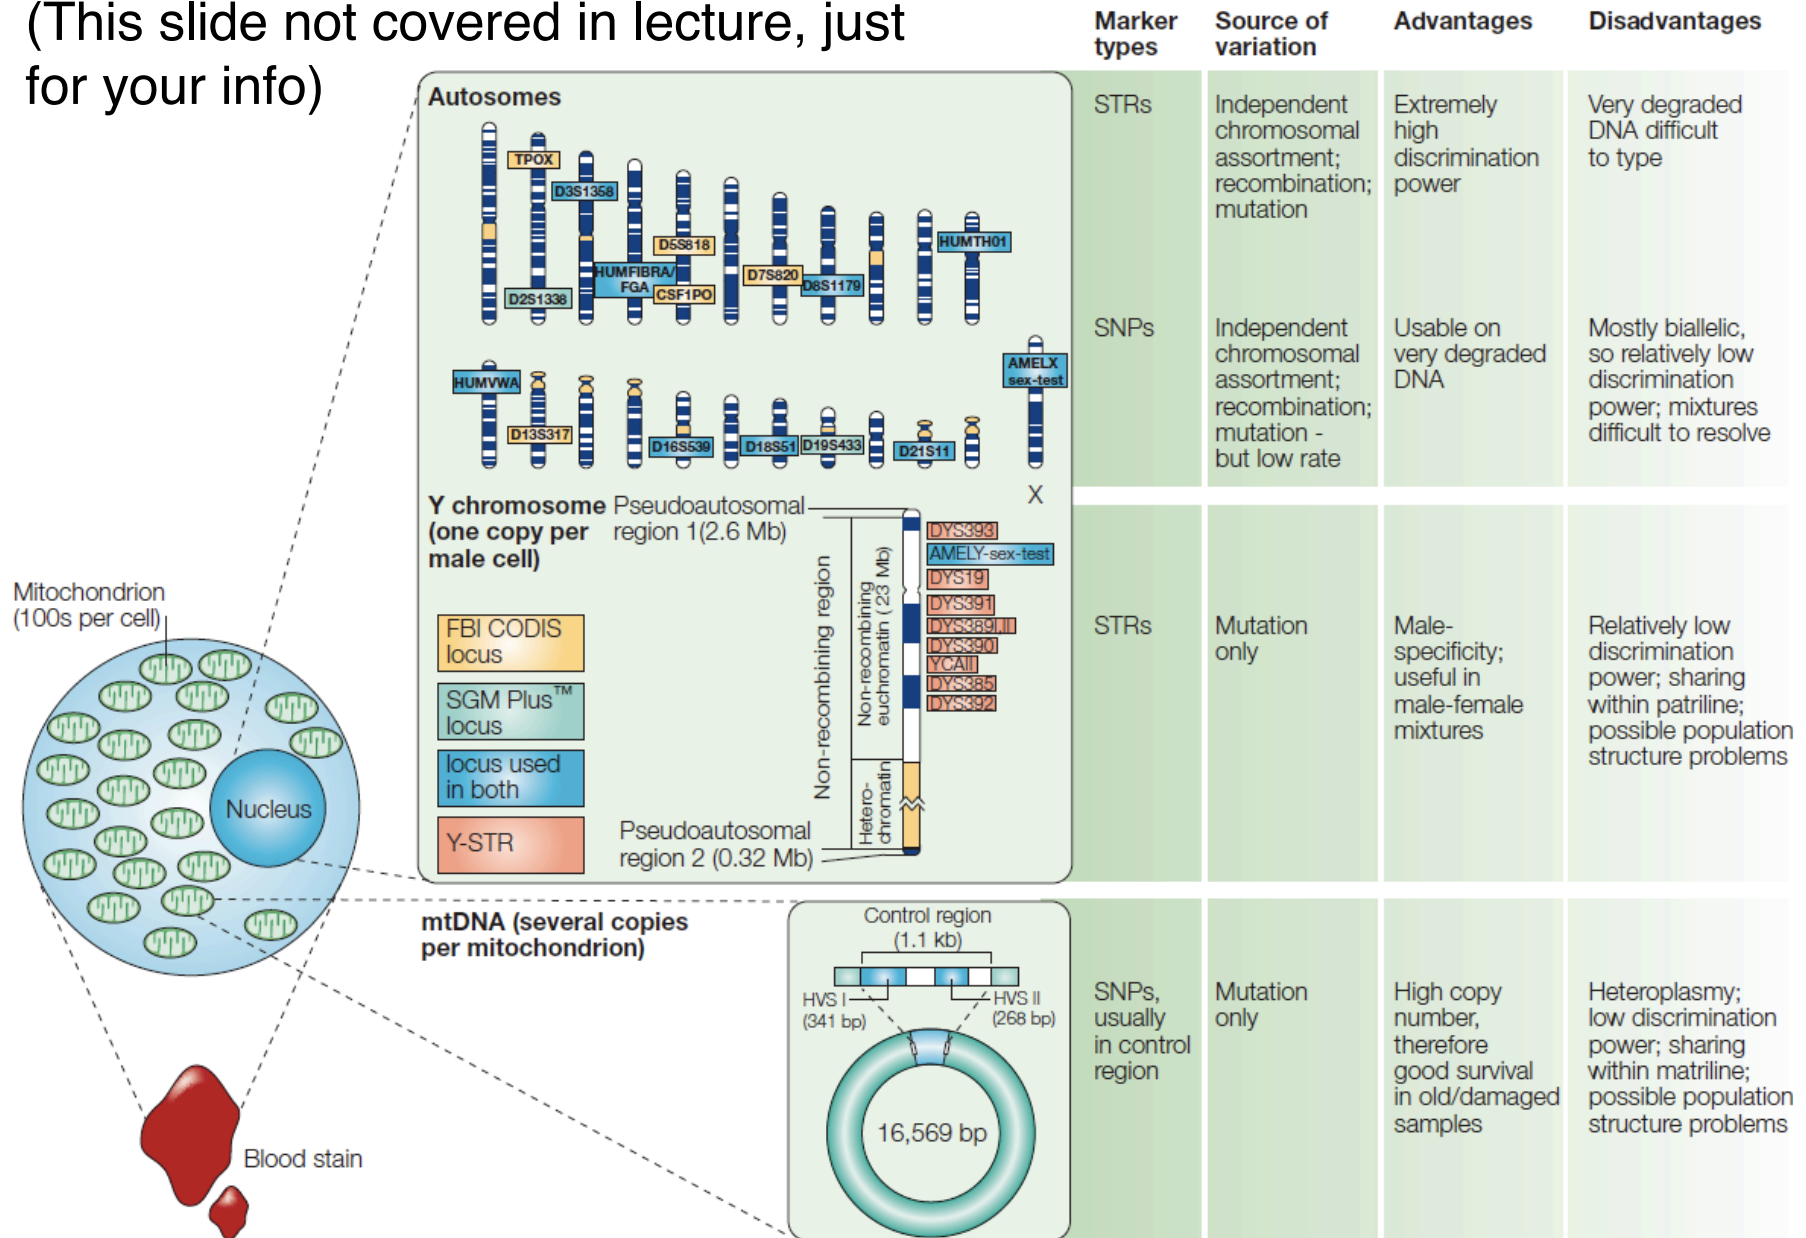 (This slide not covered in lecture, just
for your info)
Marker
types
Source of
variation
Advantages
Disadvantages
Autosomes
TPOX
D3S1358
D5S818
HUMTH01
HUMFIBRA/
FGA
D7S820
D8S1179
D2S1338
CSF1PO
AMELX
sex-test
HUMVWA
D13S317
D16S539
D18S51
D19S433
D21S11
X
STRs
Independent
chromosomal
assortment;
recombination;
mutation
Extremely
high
discrimination
power
Very degraded
DNA difficult
to type
SNPs
Independent
chromosomal
assortment;
recombination;
mutation -
but low rate
Usable on
very degraded
DNA
Mostly biallelic,
so relatively low
discrimination
power; mixtures
difficult to resolve
Y chromosome
(one copy per
male cell)
Pseudoautosomal
region 1(2.6 Mb)
Non-recombining region
Non-recombining
euchromatin (23 Mb)
Hetero-
chromatin
DYS393
AMELY-sex-test
DYS19
DYS391
DYS389I,II
DYS390
YCAII
DYS385
DYS392
FBI CODIS
locus
SGM Plus™
locus
locus used
in both
Y-STR
Pseudoautosomal
region 2 (0.32 Mb)
STRs
Mutation
only
Male-
specificity;
useful in
male-female
mixtures
Relatively low
discrimination
power; sharing
within patriline;
possible population
structure problems
Mitochondrion
(100s per cell)
Nucleus
Blood stain
mtDNA (several copies
per mitochondrion)
Control region
(1.1 kb)
HVS I
(341 bp)
HVS II
(268 bp)
16,569 bp
SNPs,
usually
in control
region
Mutation
only
High copy
number,
therefore
good survival
in old/damaged
samples
Heteroplasmy;
low discrimination
power; sharing
within matriline;
possible population
structure problems